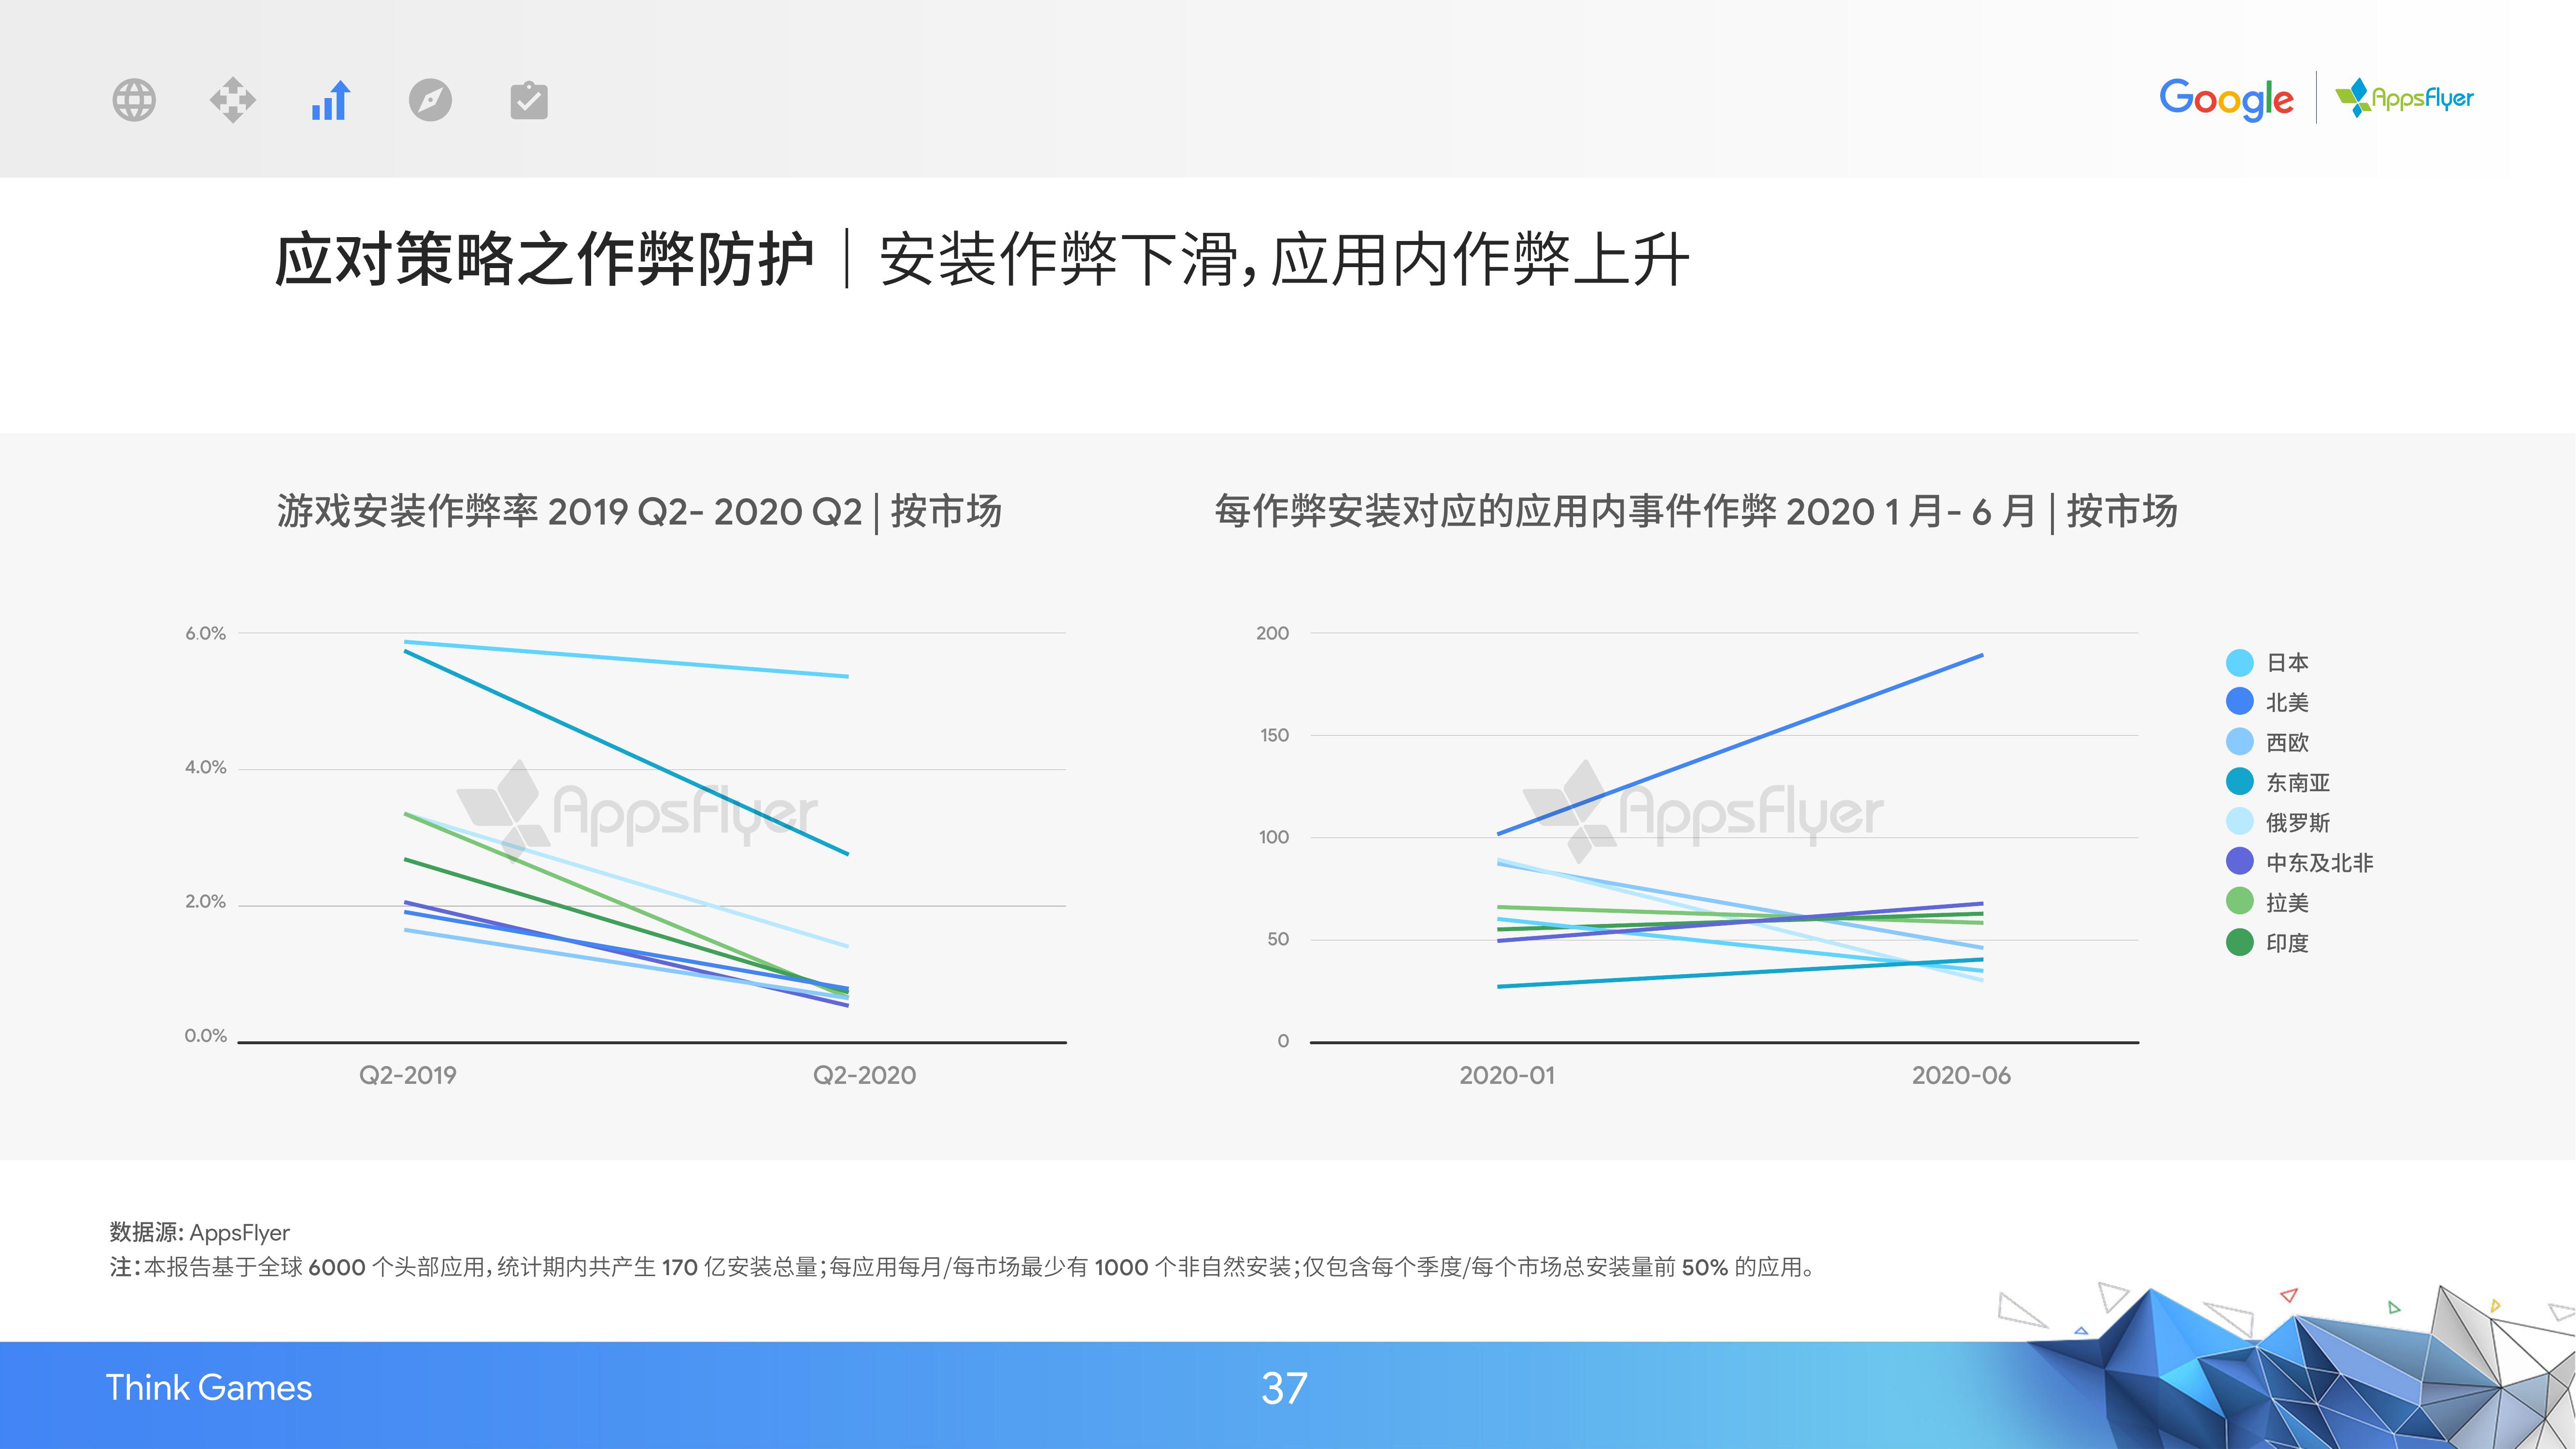 Google
AppsFlyer
应对策略之作弊防护｜安装作弊下滑，应用内作弊上升
游戏安装作弊率 2019 Q2- 2020 Q2 | 按市场
6.0%
4.0%
2.0%
0.0%
Q2-2019
Q2-2020
AppsFlyer
每作弊安装对应的应用内事件作弊 2020 1 月- 6 月 | 按市场
200
150
100
50
0
2020-01
2020-06
AppsFlyer
日本
北美
西欧
东南亚
俄罗斯
中东及北非
拉美
印度
数据源: AppsFlyer
注：本报告基于全球 6000 个头部应用，统计期内共产生 170 亿安装总量；每应用每月/每市场最少有 1000 个非自然安装；仅包含每个季度/每个市场总安装量前 50% 的应用。
Think Games
37